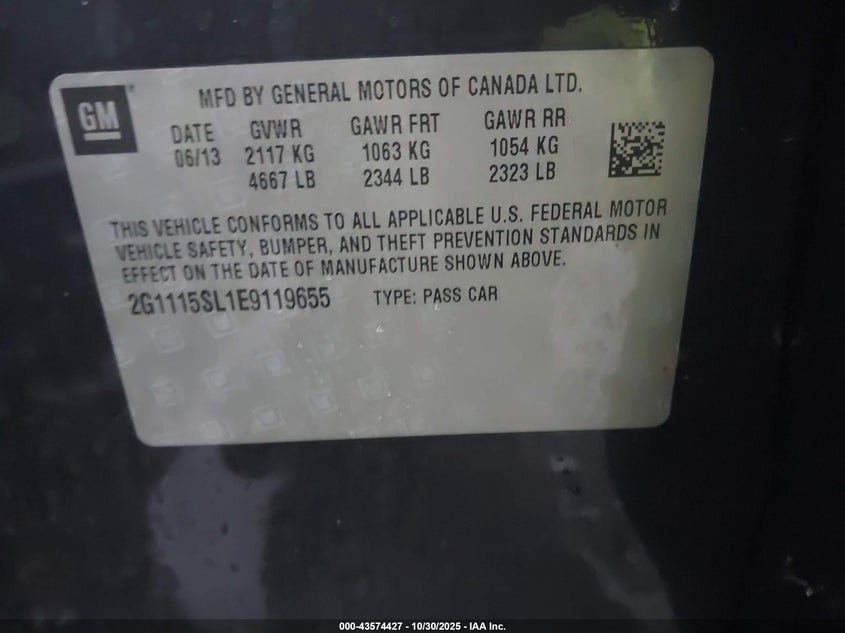 GM
MFD BY GENERAL MOTORS OF CANADA LTD.
DATE GVWR GAWR FRT GAWR RR
06/13 2117 KG 1063 KG 1054 KG
4667 LB 2344 LB 2323 LB
THIS VEHICLE CONFORMS TO ALL APPLICABLE U.S. FEDERAL MOTOR
VEHICLE SAFETY, BUMPER, AND THEFT PREVENTION STANDARDS IN
EFFECT ON THE DATE OF MANUFACTURE SHOWN ABOVE.
2G1115SL1E9119655 TYPE: PASS CAR
000-43574427 - 10/30/2025 - IAA Inc.